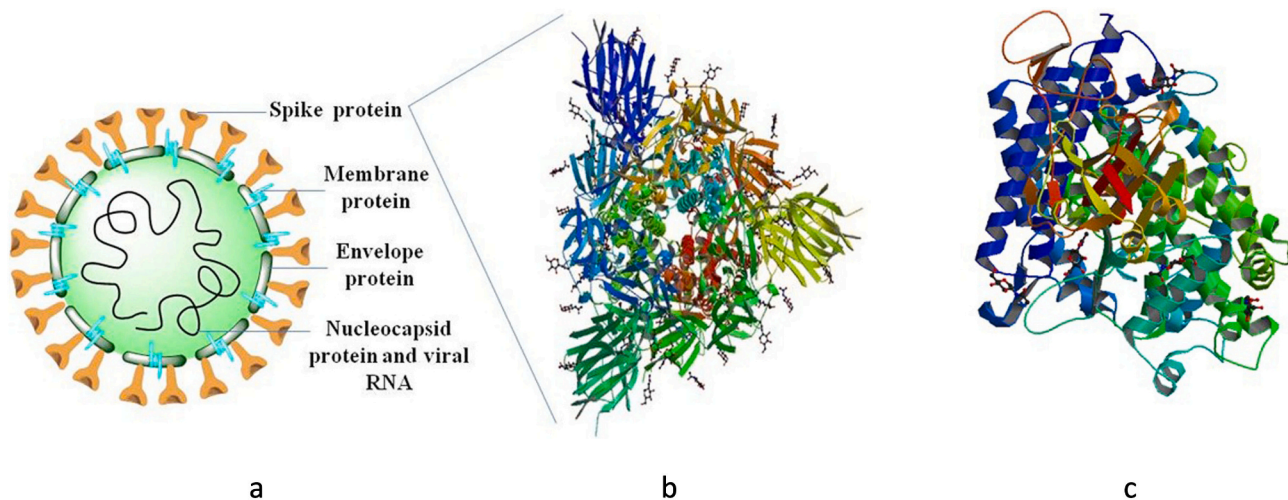 Spike protein
Membrane
protein
Envelope
protein
Nucleocapsid
protein and viral
RNA
a
b
c